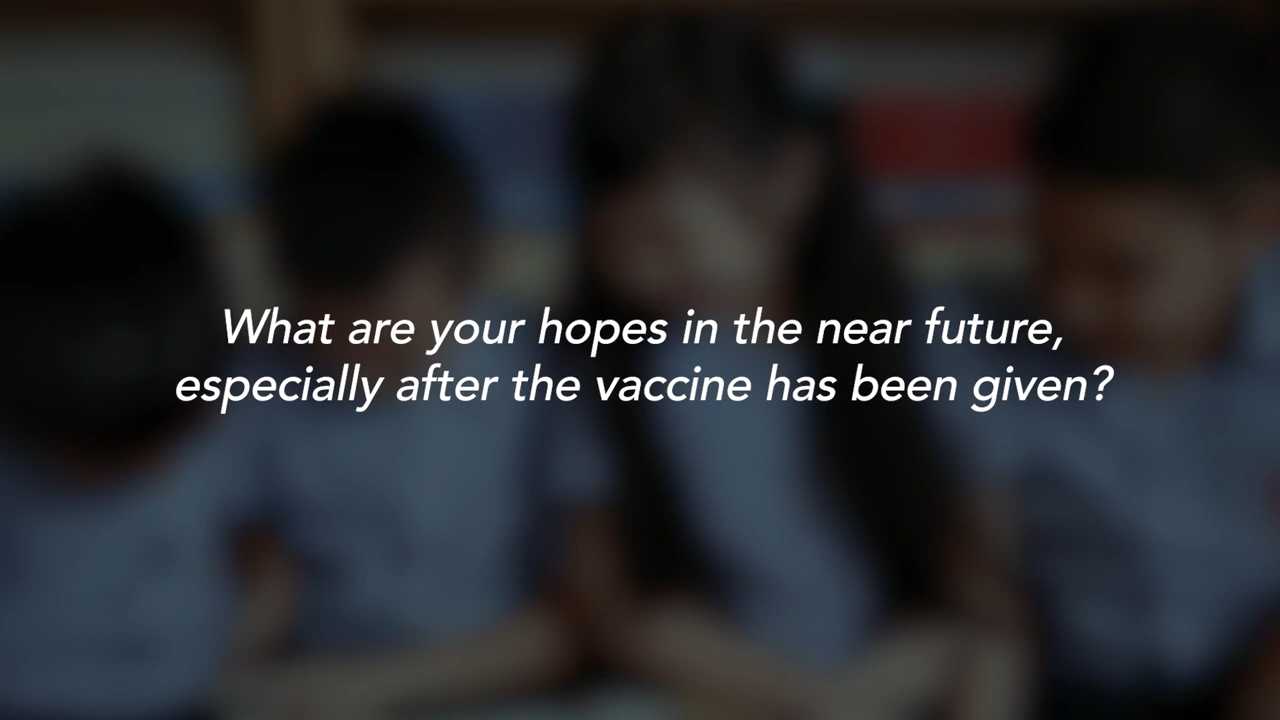 What are your hopes in the near future,
especially after the vaccine has been given?